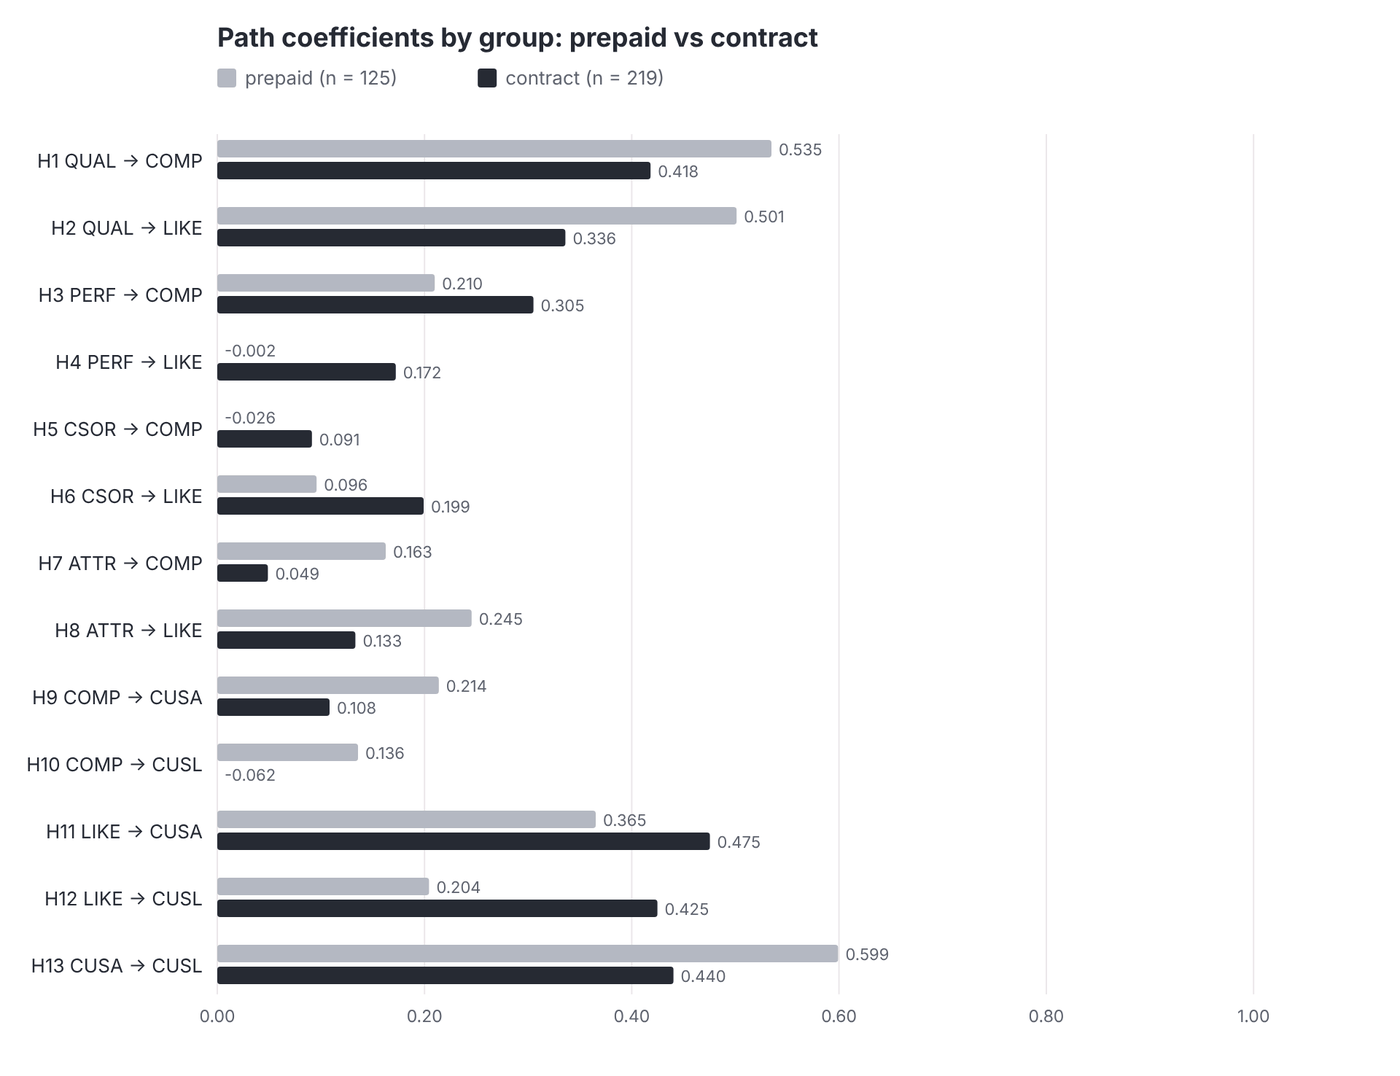 Path coefficients by group: prepaid vs contract
prepaid (n = 125) contract (n = 219)
H1 QUAL → COMP 0.535
0.418
H2 QUAL → LIKE 0.501
0.336
H3 PERF → COMP 0.210
0.305
H4 PERF → LIKE -0.002
0.172
H5 CSOR → COMP -0.026
0.091
H6 CSOR → LIKE 0.096
0.199
H7 ATTR → COMP 0.163
0.049
H8 ATTR → LIKE 0.245
0.133
H9 COMP → CUSA 0.214
0.108
H10 COMP → CUSL 0.136
-0.062
H11 LIKE → CUSA 0.365
0.475
H12 LIKE → CUSL 0.204
0.425
H13 CUSA → CUSL 0.599
0.440
0.00 0.20 0.40 0.60 0.80 1.00